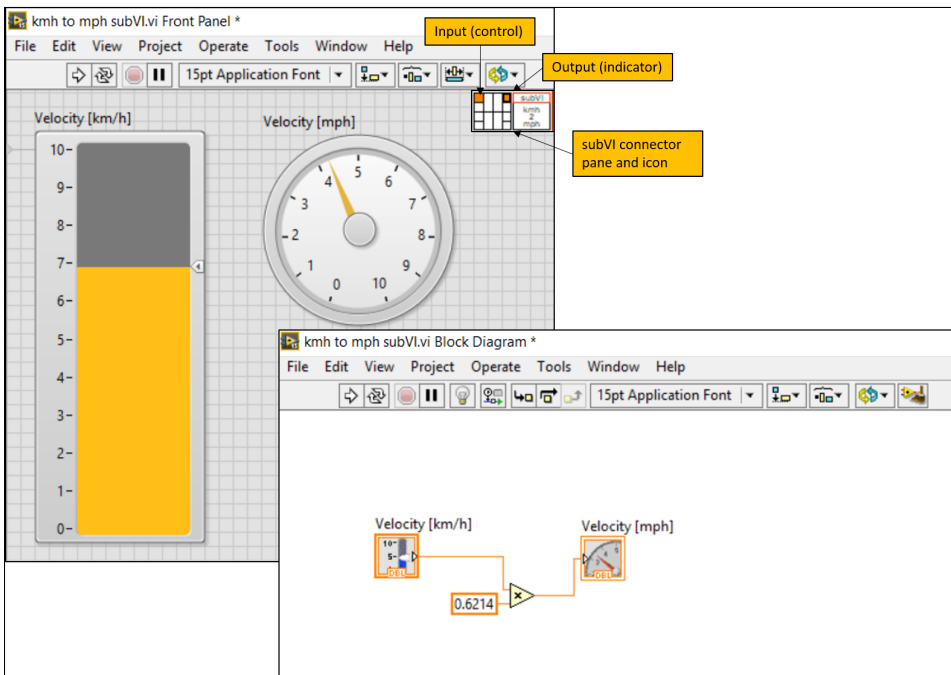 kmh to mph subVI.vi Front Panel *
File Edit View Project Operate Tools Window Help
15pt Application Font
Input (control)
Output (indicator)
subVI
kmh
2
mph
subVI connector
pane and icon
Velocity [km/h]
10
9
8
7
6
5
4
3
2
1
0
Velocity [mph]
0
1
2
3
4
5
6
7
8
9
10
kmh to mph subVI.vi Block Diagram *
File Edit View Project Operate Tools Window Help
15pt Application Font
Velocity [km/h]
10
5
DBL
0.6214
×
Velocity [mph]
DBL